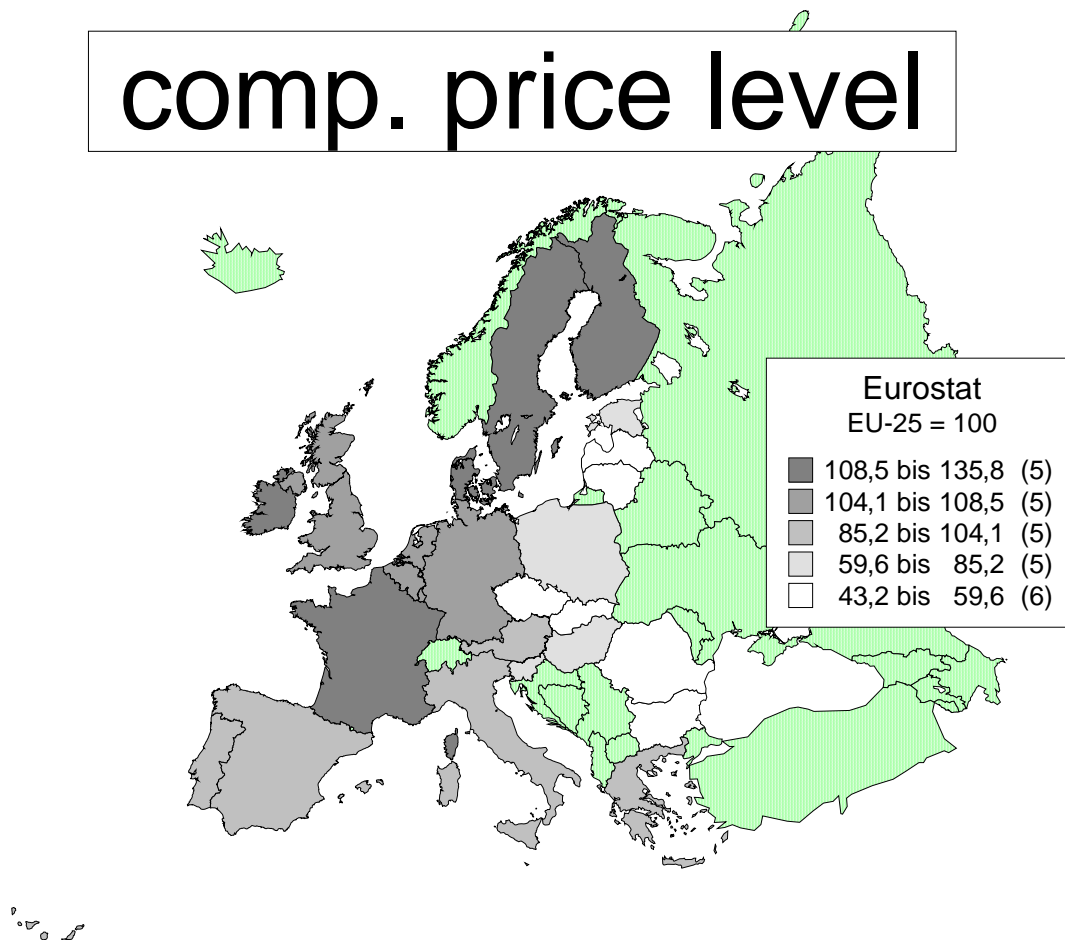 comp. price level
Eurostat
EU-25 = 100
108,5 bis 135,8 (5)
104,1 bis 108,5 (5)
85,2 bis 104,1 (5)
59,6 bis 85,2 (5)
43,2 bis 59,6 (6)